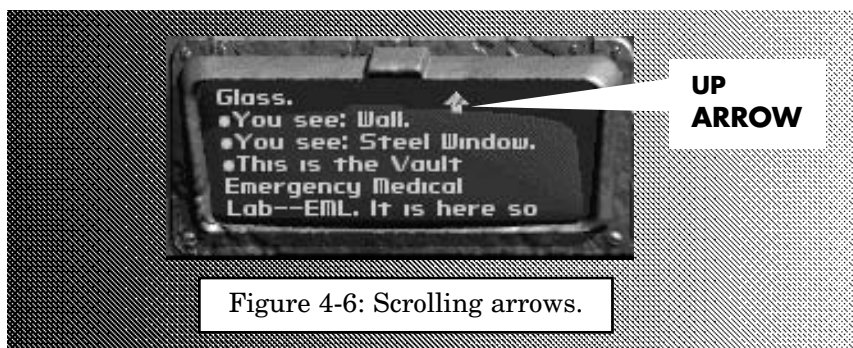 Glass.
•You see: Wall.
•You see: Steel Window.
•This is the Vault
Emergency Medical
Lab--EML. It is here so
UP
ARROW
Figure 4-6: Scrolling arrows.